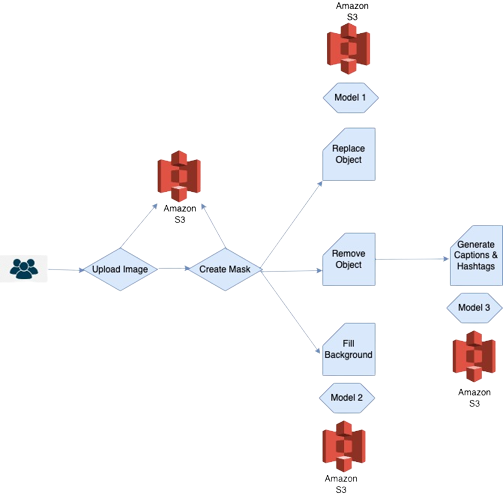 Amazon
S3
Model 1
Replace
Object
Amazon
S3
Upload Image
Create Mask
Remove
Object
Generate
Captions &
Hashtags
Model 3
Fill
Background
Amazon
S3
Model 2
Amazon
S3